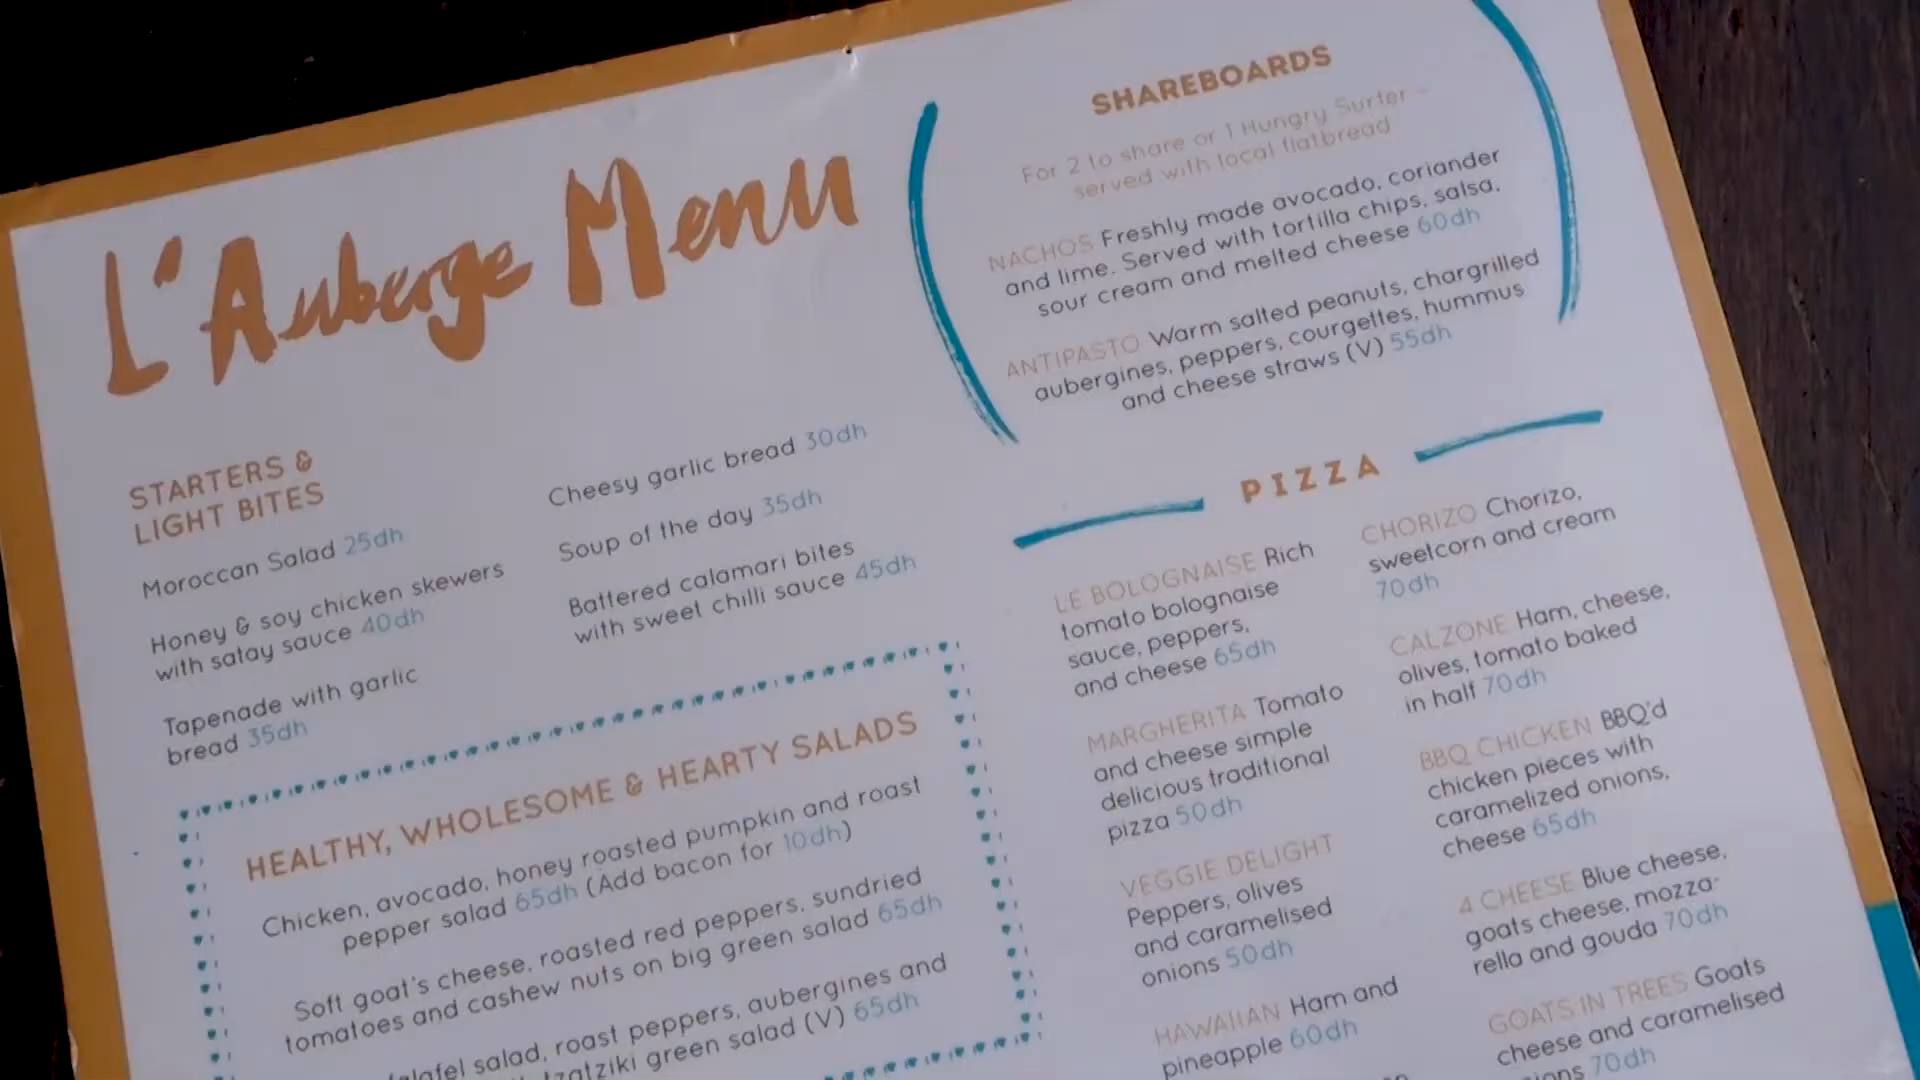 L'Auberge Menu
STARTERS &
LIGHT BITES
Moroccan Salad 25dh
Honey & soy chicken skewers
with satay sauce 40dh
Tapenade with garlic
bread 35dh
Cheesy garlic bread 30dh
Soup of the day 35dh
Battered calamari bites
with sweet chilli sauce 45dh
HEALTHY, WHOLESOME & HEARTY SALADS
Chicken, avocado, honey roasted pumpkin and roast
pepper salad 65dh (Add bacon for 10dh)
Soft goat's cheese, roasted red peppers, sundried
tomatoes and cashew nuts on big green salad 65dh
salad, roast peppers, aubergines and
green salad (V) 65dh
SHAREBOARDS
For 2 to share or 1 Hungry Surfer -
served with local flatbread
NACHOS Freshly made avocado, coriander
and lime. Served with tortilla chips, salsa,
sour cream and melted cheese 60dh
ANTIPASTO Warm salted peanuts, chargrilled
aubergines, peppers, courgettes, hummus
and cheese straws (V) 55dh
PIZZA
LE BOLOGNAISE Rich
tomato bolognaise
sauce, peppers,
and cheese 65dh
MARGHERITA Tomato
and cheese simple
delicious traditional
pizza 50dh
VEGGIE DELIGHT
Peppers, olives
and caramelised
onions 50dh
HAWAIIAN Ham and
pineapple 60dh
CHORIZO Chorizo,
sweetcorn and cream
70dh
CALZONE Ham, cheese,
olives, tomato baked
in half 70dh
BBQ CHICKEN BBQ'd
chicken pieces with
caramelized onions,
cheese 65dh
4 CHEESE Blue cheese,
goats cheese, mozza-
rella and gouda 70dh
GOATS IN TREES Goats
cheese and caramelised
70dh